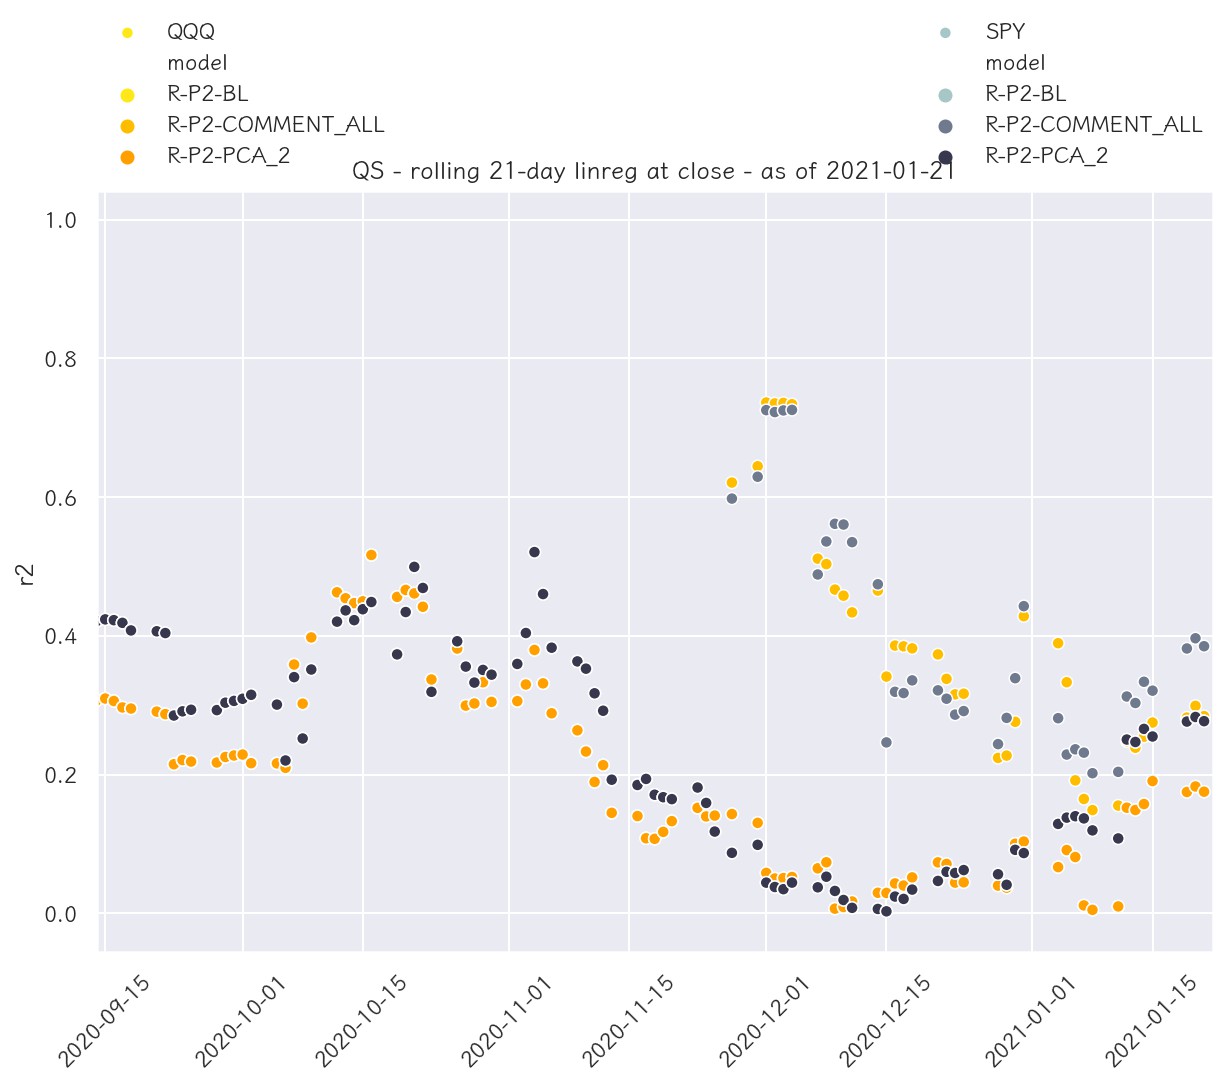 QQQ
model
R-P2-BL
R-P2-COMMENT_ALL
R-P2-PCA_2
SPY
model
R-P2-BL
R-P2-COMMENT_ALL
R-P2-PCA_2
QS - rolling 21-day linreg at close - as of 2021-01-21
1.0
0.8
0.6
0.4
0.2
0.0
r2
2020-09-15
2020-10-01
2020-10-15
2020-11-01
2020-11-15
2020-12-01
2020-12-15
2021-01-01
2021-01-15